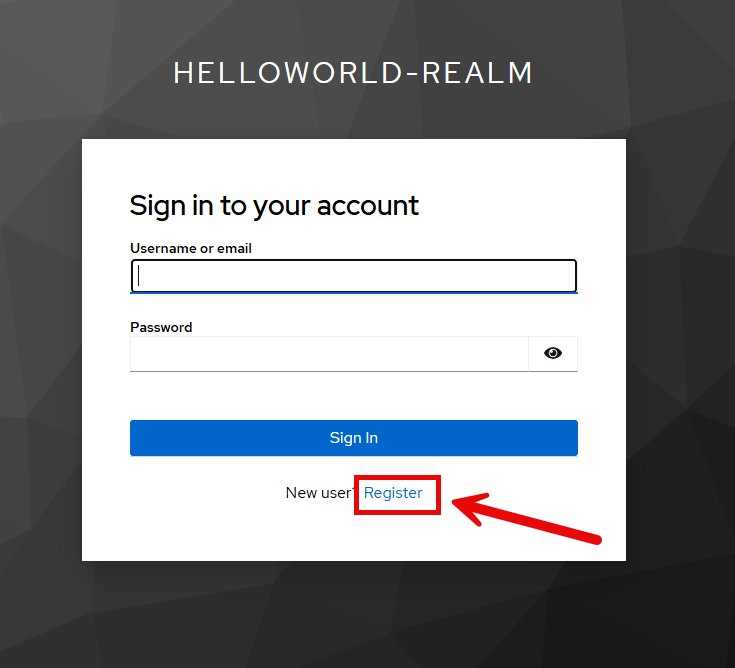 HELLOWORLD-REALM
Sign in to your account
Username or email
Password
Sign In
New user? Register